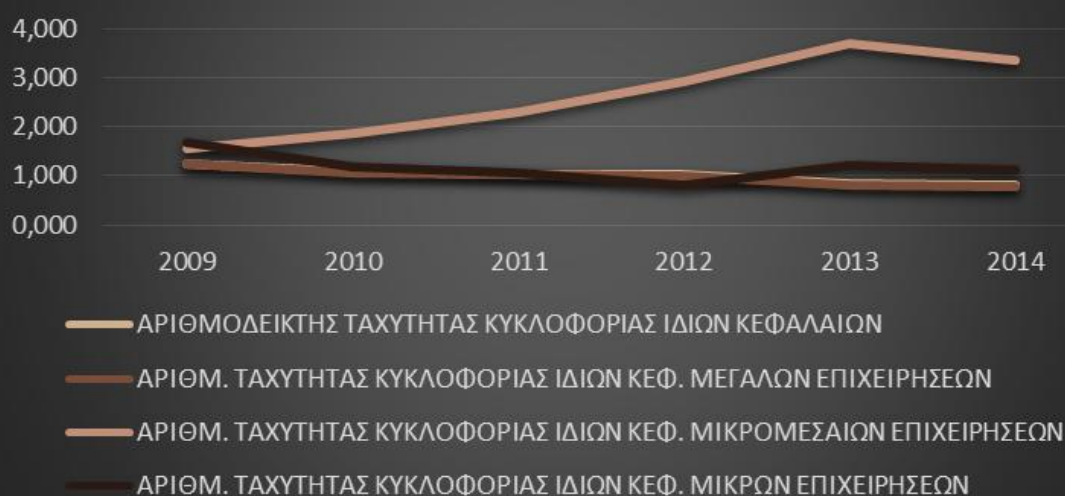 4,000
3,000
2,000
1,000
0,000
2009 2010 2011 2012 2013 2014
ΑΡΙΘΜΟΔΕΙΚΤΗΣ ΤΑΧΥΤΗΤΑΣ ΚΥΚΛΟΦΟΡΙΑΣ ΙΔΙΩΝ ΚΕΦΑΛΑΙΩΝ
ΑΡΙΘΜ. ΤΑΧΥΤΗΤΑΣ ΚΥΚΛΟΦΟΡΙΑΣ ΙΔΙΩΝ ΚΕΦ. ΜΕΓΑΛΩΝ ΕΠΙΧΕΙΡΗΣΕΩΝ
ΑΡΙΘΜ. ΤΑΧΥΤΗΤΑΣ ΚΥΚΛΟΦΟΡΙΑΣ ΙΔΙΩΝ ΚΕΦ. ΜΙΚΡΟΜΕΣΑΙΩΝ ΕΠΙΧΕΙΡΗΣΕΩΝ
ΑΡΙΘΜ. ΤΑΧΥΤΗΤΑΣ ΚΥΚΛΟΦΟΡΙΑΣ ΙΔΙΩΝ ΚΕΦ. ΜΙΚΡΩΝ ΕΠΙΧΕΙΡΗΣΕΩΝ